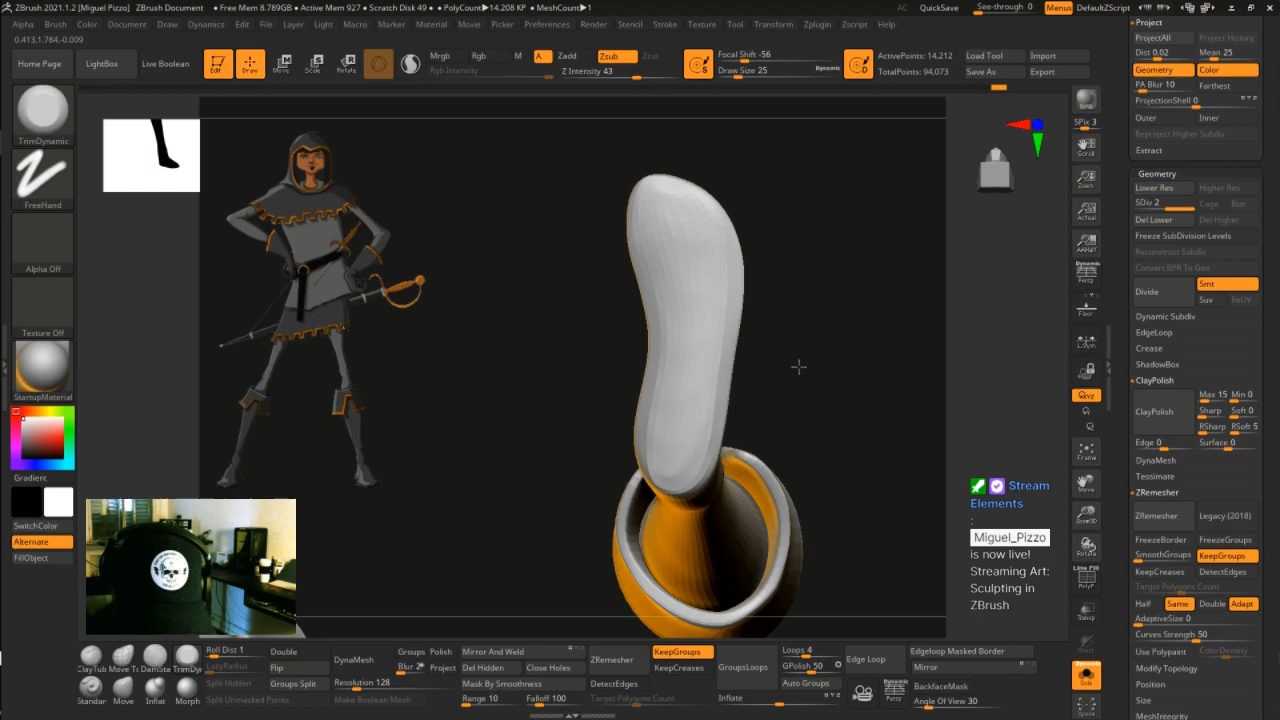 ZBrush 2021.1.2 [Miguel Pizzo] ZBrush Document • Free Mem 8.789GB • Active Mem 927 • Scratch Disk 49 • PolyCount▸14.208 KP • MeshCount▸1
AC QuickSave See-through 0 Menus DefaultZScript
Alpha Brush Color Document Draw Dynamics Edit File Layer Light Macro Marker Material Movie Picker Preferences Render Stencil Stroke Texture Tool Transform Zplugin Zscript Help
0.413,1.784,-0.009
Home Page LightBox Live Boolean Edit Draw Move Scale Rotate
Mrgb Rgb M A Zadd Zsub
Rgb Intensity Z Intensity 43
Focal Shift -56
Draw Size 25 Dynamic
ActivePoints: 14,212
TotalPoints: 94,073
Load Tool Import
Save As Export
TrimDynamic
FreeHand
Alpha Off
Texture Off
StartupMaterial
Gradient
SwitchColor
Alternate
FillObject
Stream
Elements
:
Miguel_Pizzo
is now live!
Streaming Art:
Sculpting in
ZBrush
SPix 3
Scroll
Zoom
Actual
AAHalf
Dynamic
Persp
Floor
L.Sym
Frame
Move
Zoom3D
Rotate
Line Fill
PolyF
Transp
Solo
Project
ProjectAll Project History
Dist 0.02 Mean 25
Geometry Color
PA Blur 10 Farthest
ProjectionShell 0
Outer Inner
Reproject Higher Subdiv
Extract
Geometry
Lower Res Higher Res
SDiv 2 Cage Rstr
Del Lower Del Higher
Freeze SubDivision Levels
Reconstruct Subdiv
Convert BPR To Geo
Divide Smt
Suv ReUV
Dynamic Subdiv
EdgeLoop
Crease
ShadowBox
ClayPolish
ClayPolish Max 15 Min 0
Sharp Soft 0
RSharp RSoft 5
Edge 0 Surface 0
DynaMesh
Tessimate
ZRemesher
ZRemesher Legacy (2018)
FreezeBorder FreezeGroups
SmoothGroups KeepGroups
KeepCreases DetectEdges
Target Polygons Count
Half Same Double Adapt
AdaptiveSize 0
Curves Strength 50
Use Polypaint ColorDensity
Modify Topology
Position
Size
MeshIntegrity
ClayTub Move To DamSta TrimDy
Standar Move Inflat Morph
Roll Dist 1 Double
LazyRadius Flip
Split Hidden Groups Split
Split Unmasked Points
DynaMesh Groups Polish
Blur 2 Project
Resolution 128
Make Boolean Mesh
Mirror And Weld
Del Hidden Close Holes
Mask By Smoothness
Range 10 Falloff 100
ZRemesher KeepGroups
KeepCreases
DetectEdges
Target Polygons Count
GroupsLoops Loops 4
GPolish 50
Auto Groups
Inflate
Edge Loop Edgeloop Masked Border
Mirror
BackfaceMask
Dynamic
Persp
Angle Of View 30